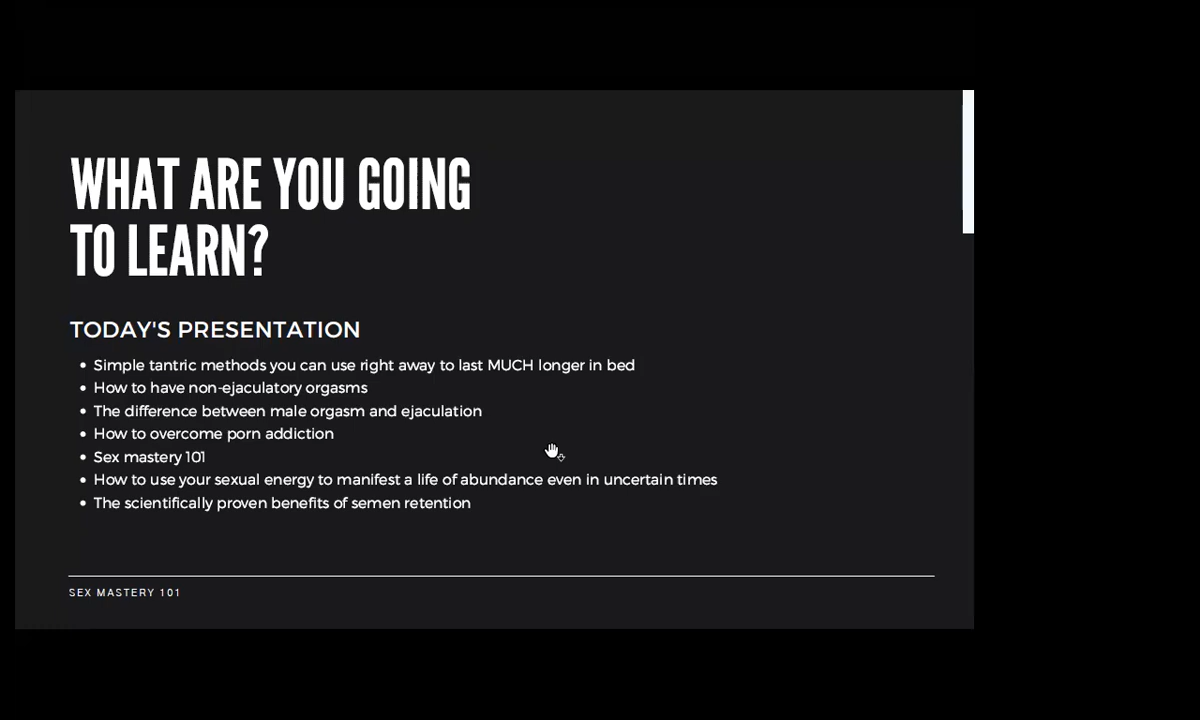 WHAT ARE YOU GOING
TO LEARN?
TODAY'S PRESENTATION
• Simple tantric methods you can use right away to last MUCH longer in bed
• How to have non-ejaculatory orgasms
• The difference between male orgasm and ejaculation
• How to overcome porn addiction
• Sex mastery 101
• How to use your sexual energy to manifest a life of abundance even in uncertain times
• The scientifically proven benefits of semen retention
SEX MASTERY 101